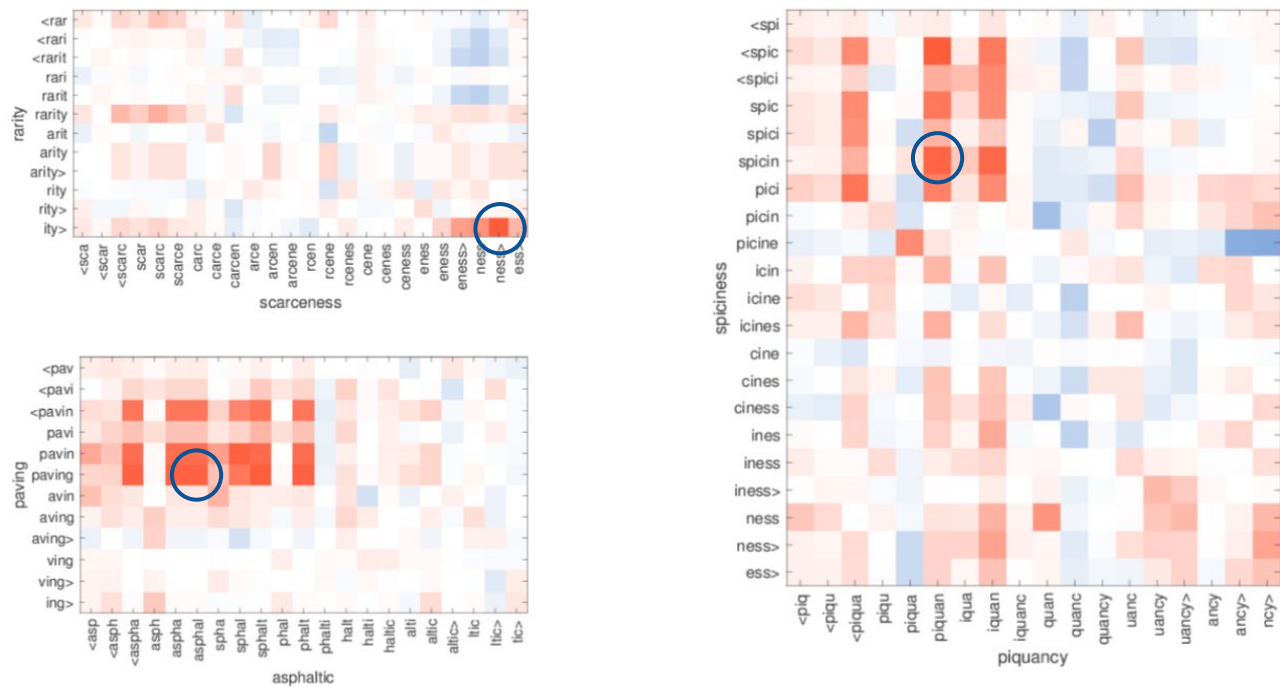 <rar
<rari
<rarit
rari
rarit
rarity
arit
arity
arity>
rity
rity>
ity>
rarity
<sca
<scar
<scarc
scar
scarc
scarce
carc
carce
carcen
arce
arcen
arcene
rcen
rcene
rcenes
cene
cenes
ceness
enes
eness
eness>
ness
ness>
ess>
scarceness
<pav
<pavi
<pavin
pavi
pavin
paving
avin
aving
aving>
ving
ving>
ing>
paving
<asp
<asph
<aspha
asph
aspha
asphal
spha
sphal
sphalt
phal
phalt
phalti
halt
halti
haltic
alti
altic
altic>
ltic
ltic>
tic>
asphaltic
<spi
<spic
<spici
spic
spici
spicin
pici
picin
picine
icin
icine
icines
cine
cines
ciness
ines
iness
iness>
ness
ness>
ess>
spiciness
<piq
<piqu
<piqua
piqu
piqua
piquan
iqua
iquan
iquanc
quan
quanc
quancy
uanc
uancy
uancy>
ancy
ancy>
ncy>
piquancy